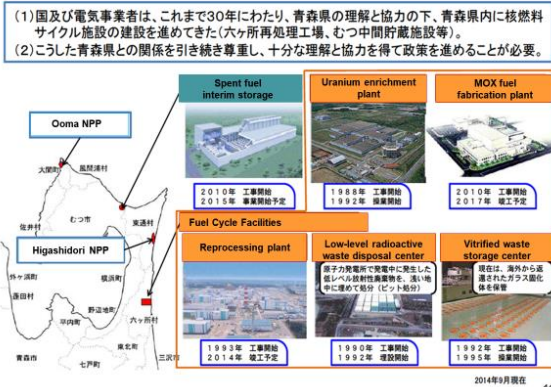 (1)国及び電気事業者は、これまで30年にわたり、青森県の理解と協力の下、青森県内に核燃料
サイクル施設の建設を進めてきた(六ヶ所再処理工場、むつ中間貯蔵施設等)。
(2)こうした青森県との関係を引き続き尊重し、十分な理解と協力を得て政策を進めることが必要。
Spent fuel
interim storage
Uranium enrichment
plant
MOX fuel
fabrication plant
Ooma NPP
大間町
風間浦村
むつ市
佐井村
東通村
Higashidori NPP
外ヶ浜町
横浜町
蓬田村
野辺地町
平内町
六ヶ所村
東北町
青森市
七戸町
三沢市
2010年 工事開始
2015年 事業開始予定
1988年 工事開始
1992年 操業開始
2010年 工事開始
2017年 竣工予定
Fuel Cycle Facilities
Reprocessing plant
Low-level radioactive
waste disposal center
Vitrified waste
storage center
原子力発電所で発電中に発生した
低レベル放射性廃棄物を、浅い地
中に埋めて処分(ピット処分)
現在は、海外から返
還されたガラス固化
体を保管
1993年 工事開始
2014年 竣工予定
1990年 工事開始
1992年 埋設開始
1992年 工事開始
1995年 操業開始
2014年9月現在